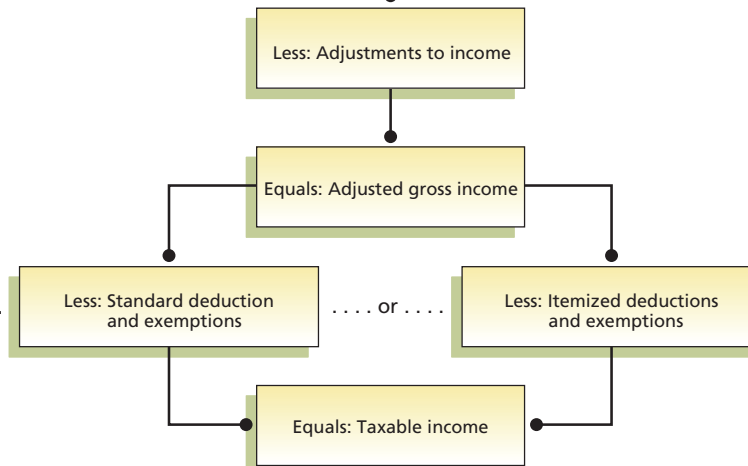 Less: Adjustments to income
Equals: Adjusted gross income
Less: Standard deduction
and exemptions
. . . . or . . . .
Less: Itemized deductions
and exemptions
Equals: Taxable income